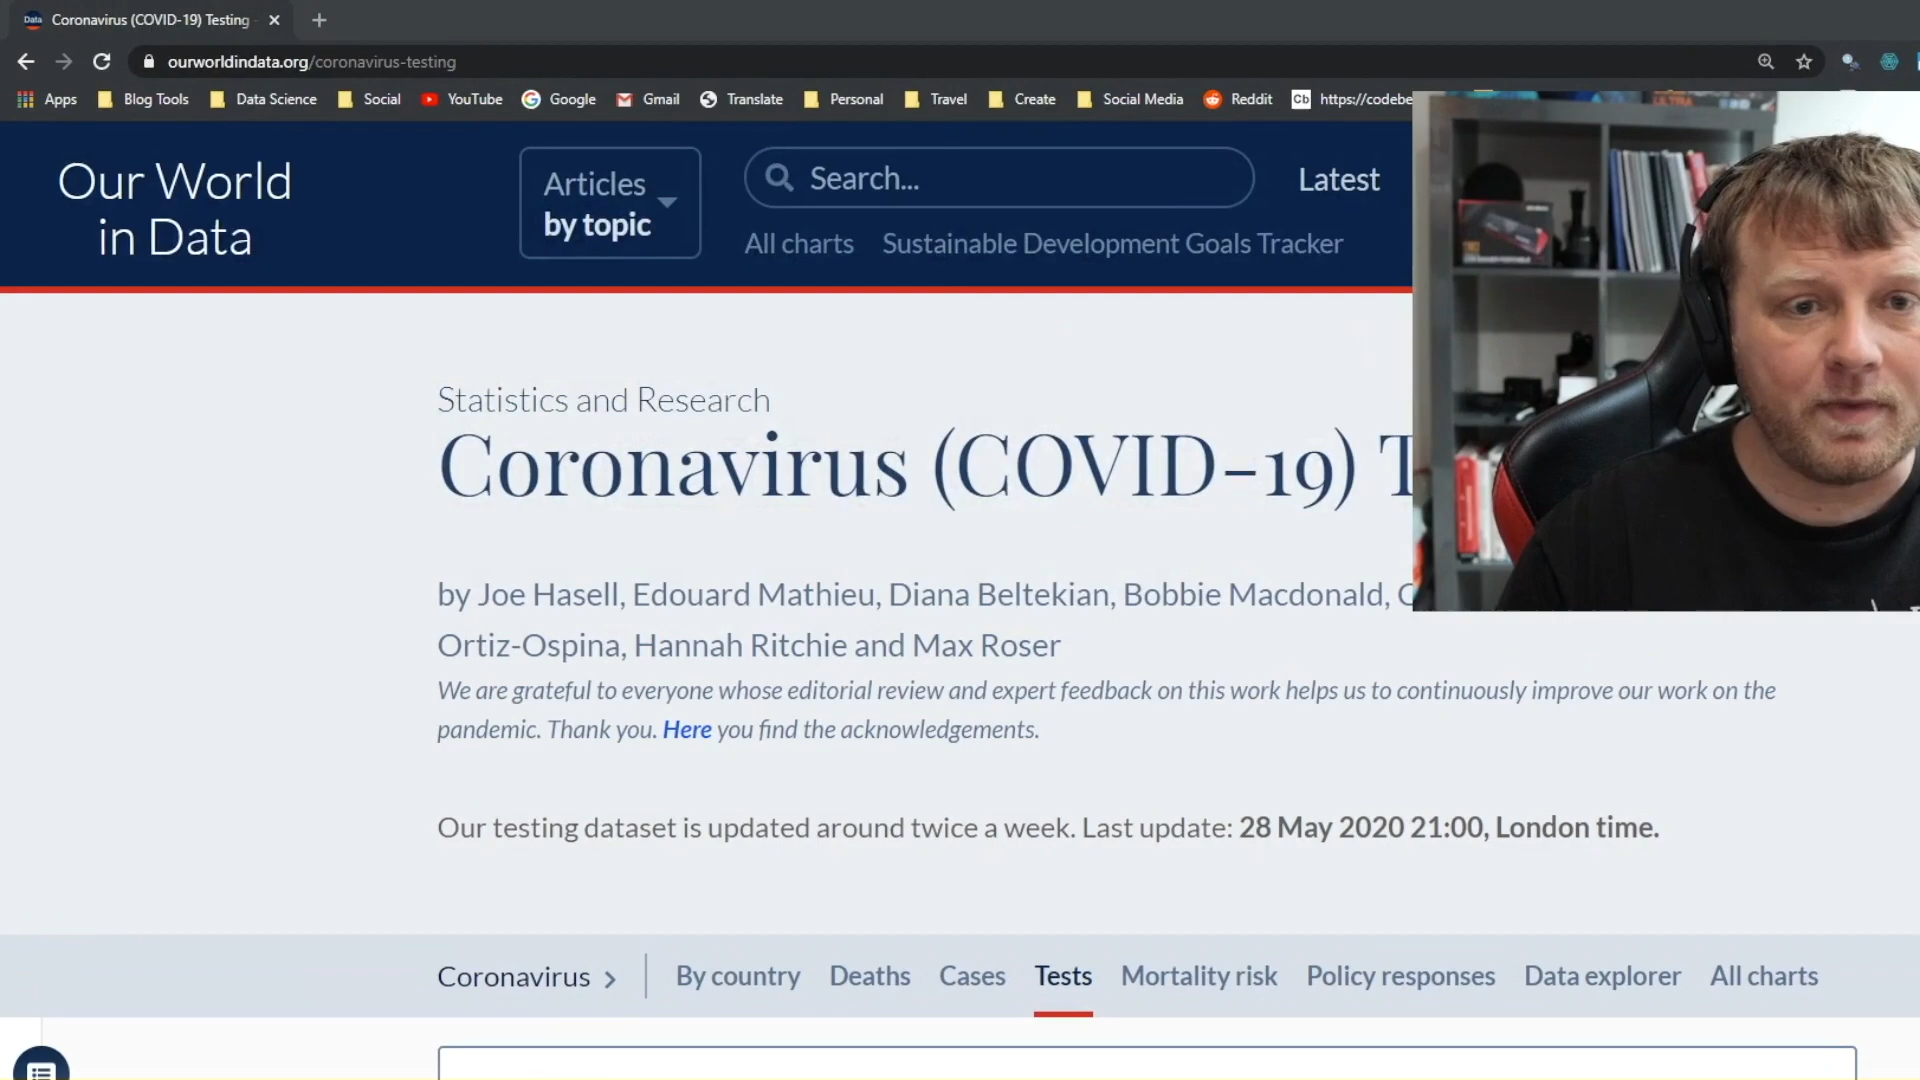 Coronavirus (COVID-19) Testing
ourworldindata.org/coronavirus-testing
Apps Blog Tools Data Science Social YouTube Google Gmail Translate Personal Travel Create Social Media Reddit Cb https://codebe
Our World
in Data
Articles
by topic
Search...
Latest
All charts Sustainable Development Goals Tracker
Statistics and Research
Coronavirus (COVID-19) T
by Joe Hasell, Edouard Mathieu, Diana Beltekian, Bobbie Macdonald,
Ortiz-Ospina, Hannah Ritchie and Max Roser
We are grateful to everyone whose editorial review and expert feedback on this work helps us to continuously improve our work on the
pandemic. Thank you. Here you find the acknowledgements.
Our testing dataset is updated around twice a week. Last update: 28 May 2020 21:00, London time.
Coronavirus By country Deaths Cases Tests Mortality risk Policy responses Data explorer All charts